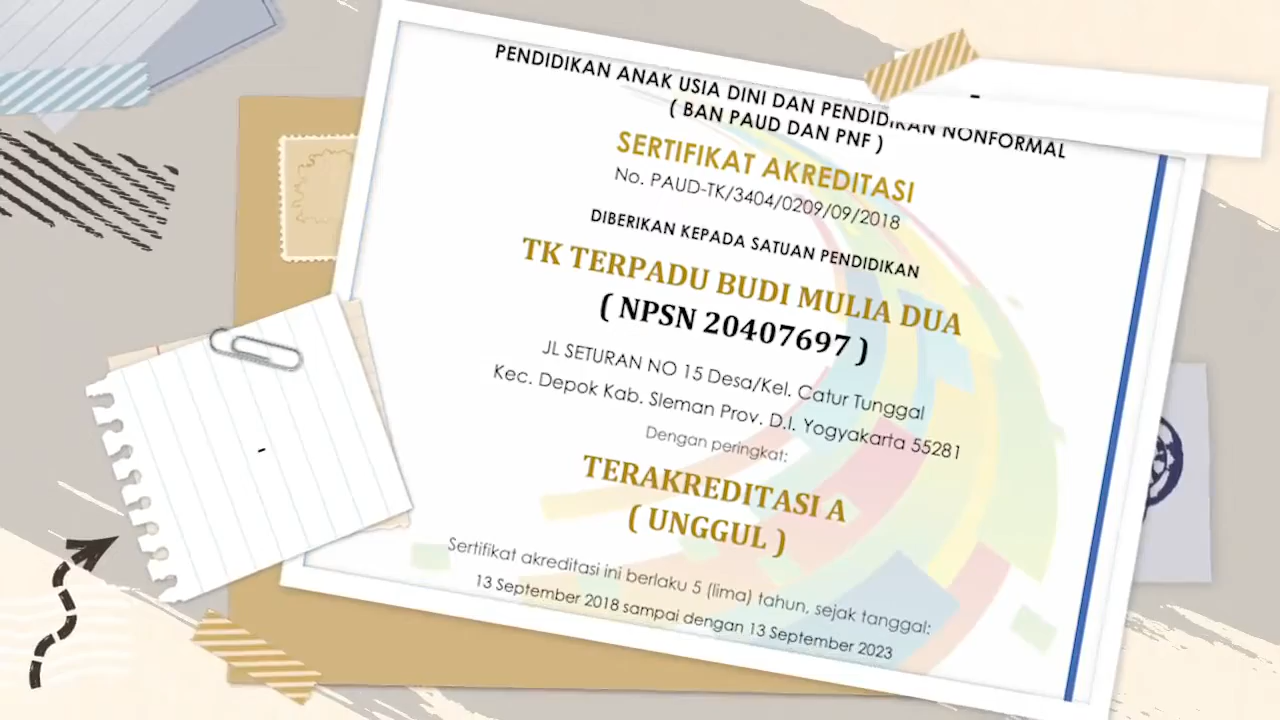 PENDIDIKAN ANAK USIA DINI DAN PENDIDIKAN NONFORMAL
( BAN PAUD DAN PNF )
SERTIFIKAT AKREDITASI
No. PAUD-TK/3404/0209/09/2018
DIBERIKAN KEPADA SATUAN PENDIDIKAN
TK TERPADU BUDI MULIA DUA
( NPSN 20407697 )
JL SETURAN NO 15 Desa/Kel. Catur Tunggal
Kec. Depok Kab. Sleman Prov. D.I. Yogyakarta 55281
Dengan peringkat:
TERAKREDITASI A
( UNGGUL )
Sertifikat akreditasi ini berlaku 5 (lima) tahun, sejak tanggal:
13 September 2018 sampai dengan 13 September 2023
-
-